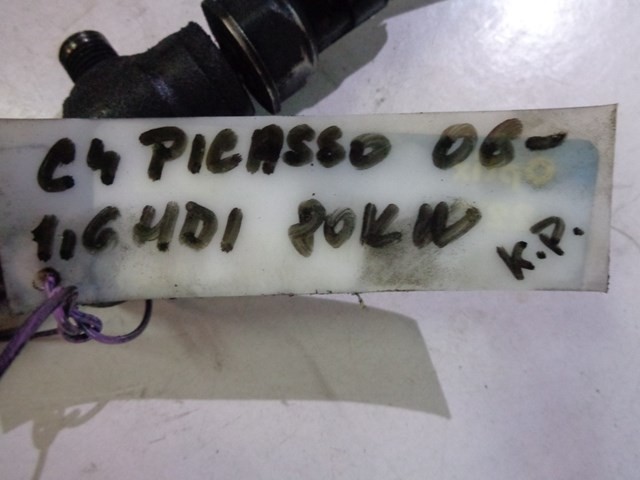 C4 PICASSO 06-
1,6 HDI 80KW
K.P.